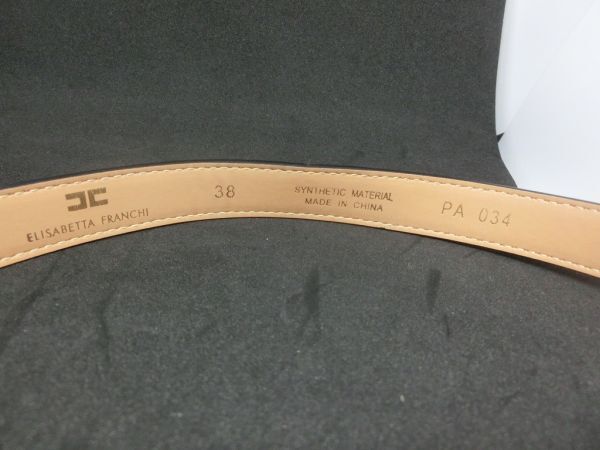 ELISABETTA FRANCHI
38
SYNTHETIC MATERIAL
MADE IN CHINA
PA 034